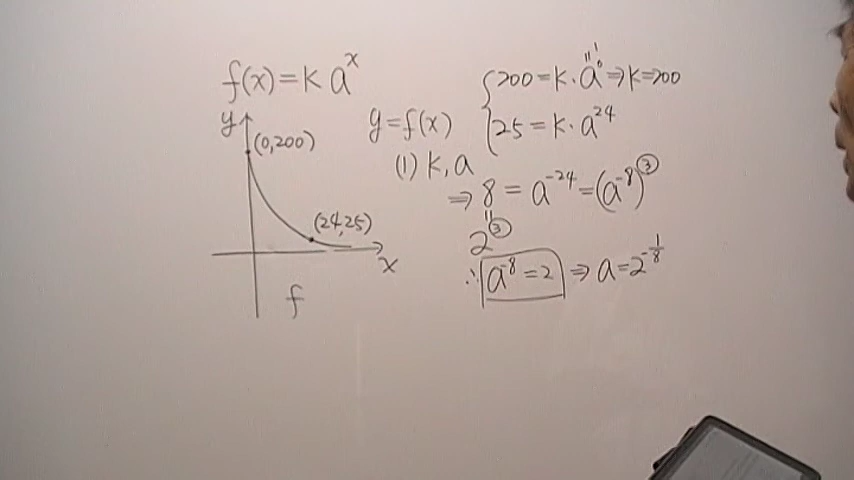 f(x)=k a^x
y
(0,200)
(24,25)
x
f
y=f(x)
(1) k, a
{200=k·a^0 ⇒k=200
"
1
25=k·a^24
⇒ 8 = a^-24 = (a^-8)^③
"
2^③
∴ a^-8=2 ⇒ a=2^-1/8